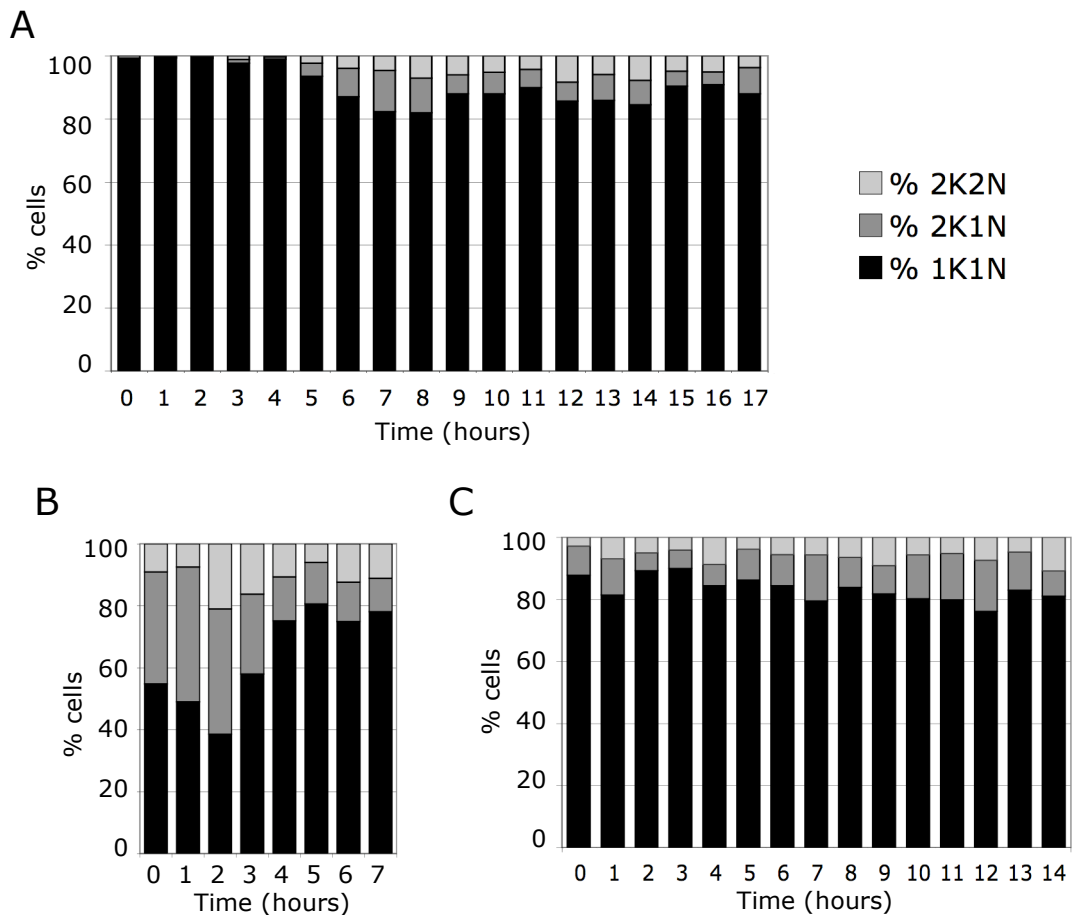 A
100
80
60
40
20
0
% cells
0 1 2 3 4 5 6 7 8 9 10 11 12 13 14 15 16 17
Time (hours)
% 2K2N
% 2K1N
% 1K1N
B
100
80
60
40
20
0
% cells
0 1 2 3 4 5 6 7
Time (hours)
C
100
80
60
40
20
0
% cells
0 1 2 3 4 5 6 7 8 9 10 11 12 13 14
Time (hours)